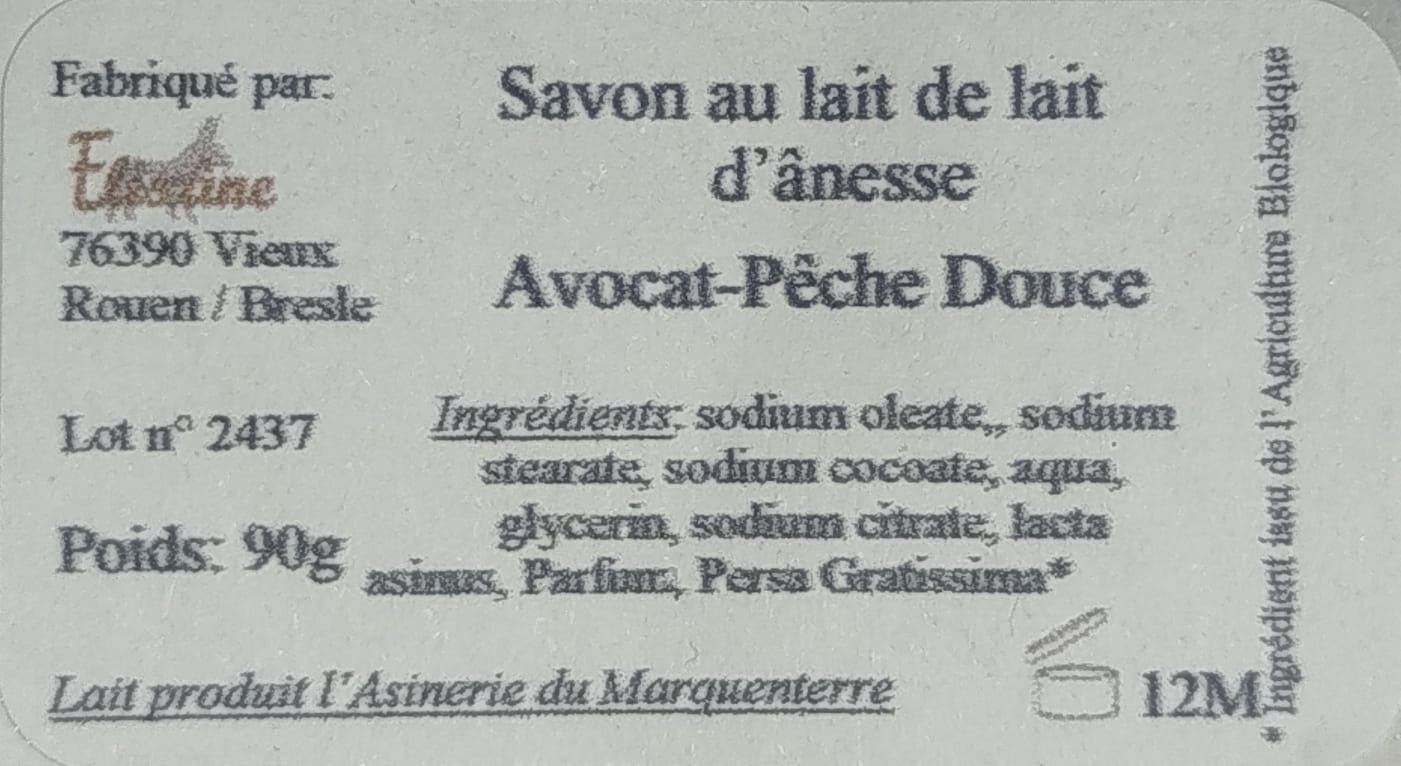 Fabriqué par:
76390 Vieux
Rouen / Bresle
Lot n° 2437
Poids: 90g
Savon au lait de lait
d'ânesse
Avocat-Pêche Douce
Ingrédients: sodium oleate,, sodium
stearate, sodium cocoate, aqua,
glycerin, sodium citrate, lacta
asinus, Parfum, Persa Gratissima*
Lait produit l'Asinerie du Marquenterre
12M
* Ingrédient issu de l'Agriculture Biologique